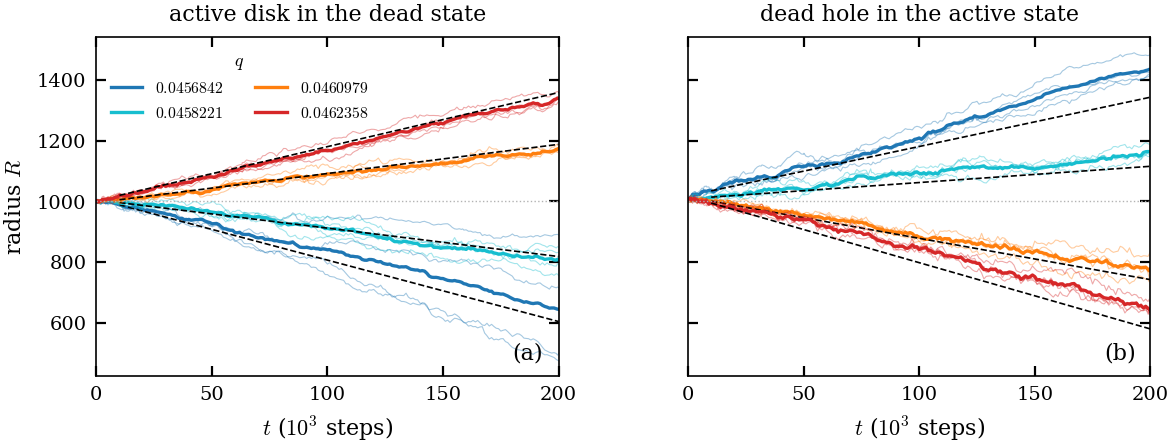 active disk in the dead state
dead hole in the active state
radius R
1400
1200
1000
800
600
q
0.0456842
0.0460979
0.0458221
0.0462358
(a)
(b)
0 50 100 150 200
0 50 100 150 200
t (10³ steps)
t (10³ steps)